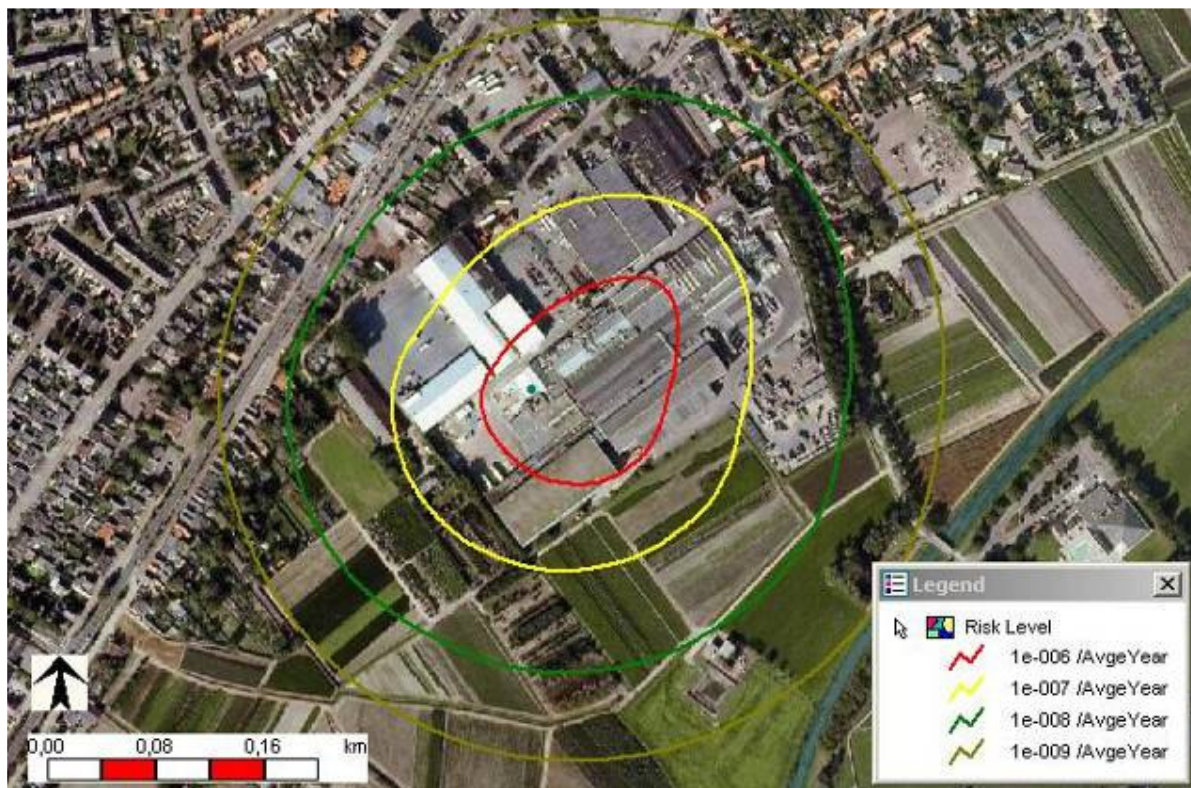 Legend
Risk Level
1e-006 /AvgeYear
1e-007 /AvgeYear
1e-008 /AvgeYear
1e-009 /AvgeYear
0,00 0,08 0,16 km